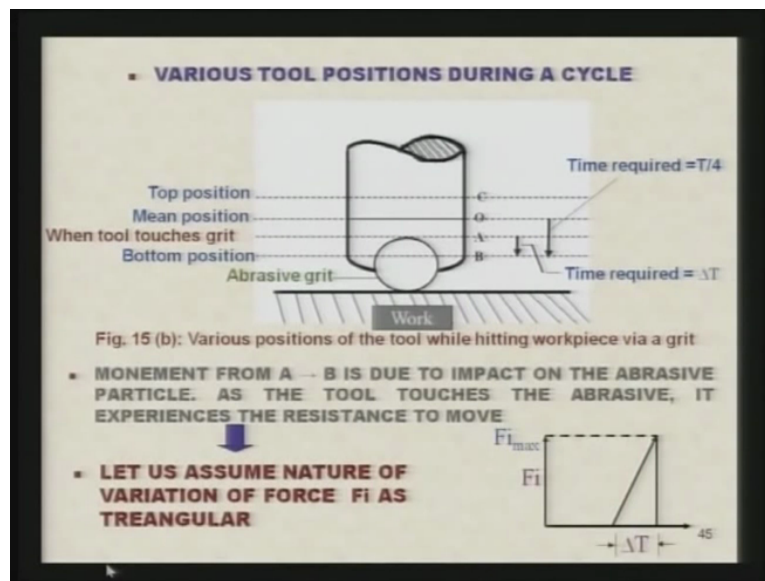 VARIOUS TOOL POSITIONS DURING A CYCLE
Time required =T/4
Top position
C
Mean position
O
When tool touches grit
A
Bottom position
B
Abrasive grit
Time required = ΔT
Work
Fig. 15 (b): Various positions of the tool while hitting workpiece via a grit
MONEMENT FROM A → B IS DUE TO IMPACT ON THE ABRASIVE
PARTICLE. AS THE TOOL TOUCHES THE ABRASIVE, IT
EXPERIENCES THE RESISTANCE TO MOVE
Fimax
Fi
LET US ASSUME NATURE OF
VARIATION OF FORCE Fi AS
TREANGULAR
ΔT
45